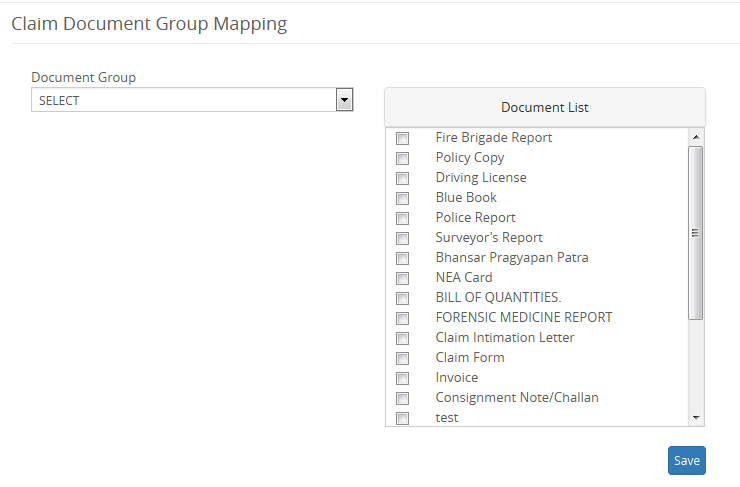 Claim Document Group Mapping
Document Group
SELECT
Document List
Fire Brigade Report
Policy Copy
Driving License
Blue Book
Police Report
Surveyor's Report
Bhansar Pragyapan Patra
NEA Card
BILL OF QUANTITIES.
FORENSIC MEDICINE REPORT
Claim Intimation Letter
Claim Form
Invoice
Consignment Note/Challan
test
Save